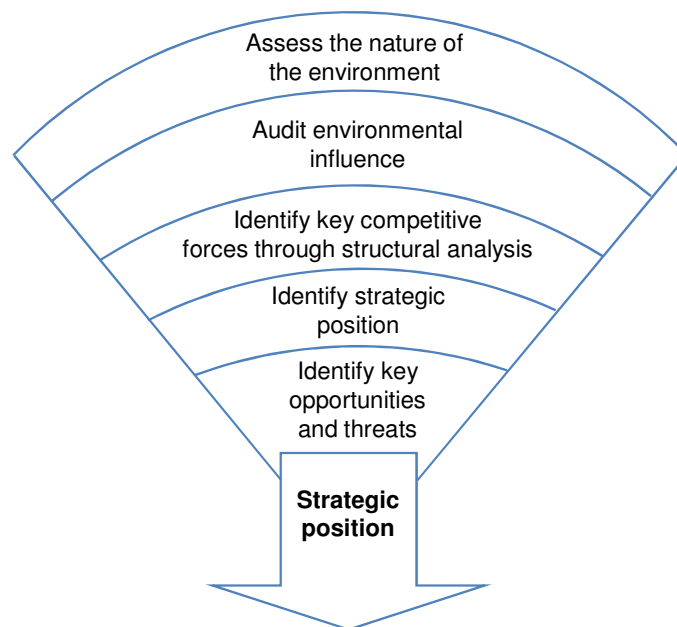 Assess the nature of
the environment
Audit environmental
influence
Identify key competitive
forces through structural analysis
Identify strategic
position
Identify key
opportunities
and threats
Strategic
position